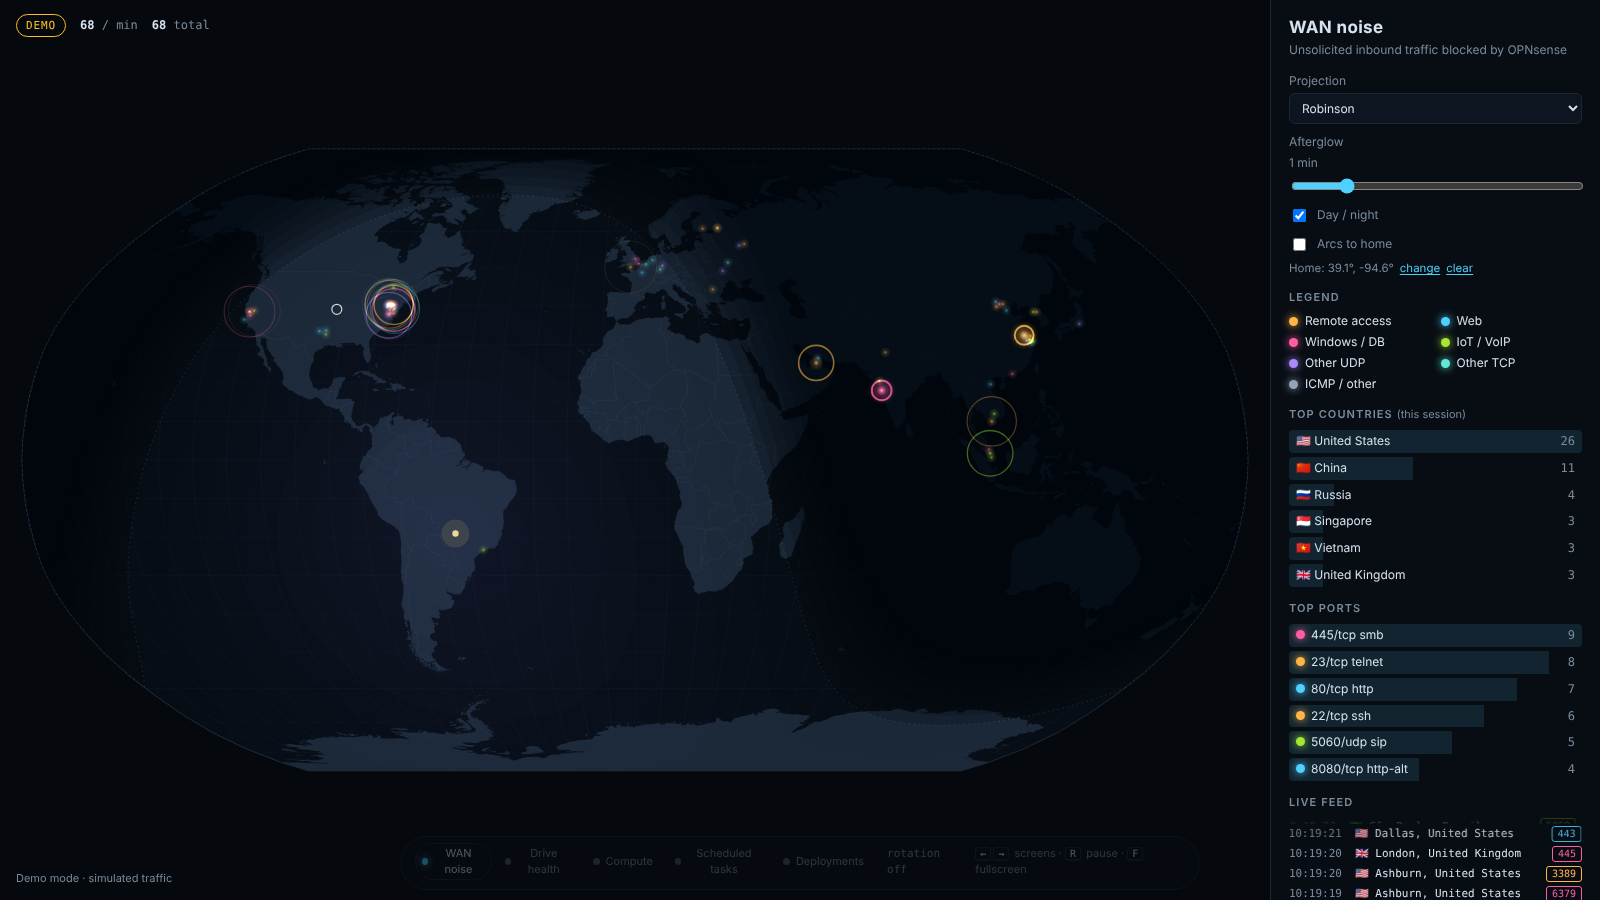 DEMO 68 / min 68 total
WAN noise
Unsolicited inbound traffic blocked by OPNsense
Projection
Robinson
Afterglow
1 min
Day / night
Arcs to home
Home: 39.1°, -94.6° change clear
LEGEND
Remote access
Web
Windows / DB
IoT / VoIP
Other UDP
Other TCP
ICMP / other
TOP COUNTRIES (this session)
United States 26
China 11
Russia 4
Singapore 3
Vietnam 3
United Kingdom 3
TOP PORTS
445/tcp smb 9
23/tcp telnet 8
80/tcp http 7
22/tcp ssh 6
5060/udp sip 5
8080/tcp http-alt 4
LIVE FEED
10:19:21 Dallas, United States 443
10:19:20 London, United Kingdom 445
10:19:20 Ashburn, United States 3389
10:19:19 Ashburn, United States 6379
WAN noise
Drive health
Compute
Scheduled tasks
Deployments
rotation off
← → screens · R pause · F fullscreen
Demo mode · simulated traffic